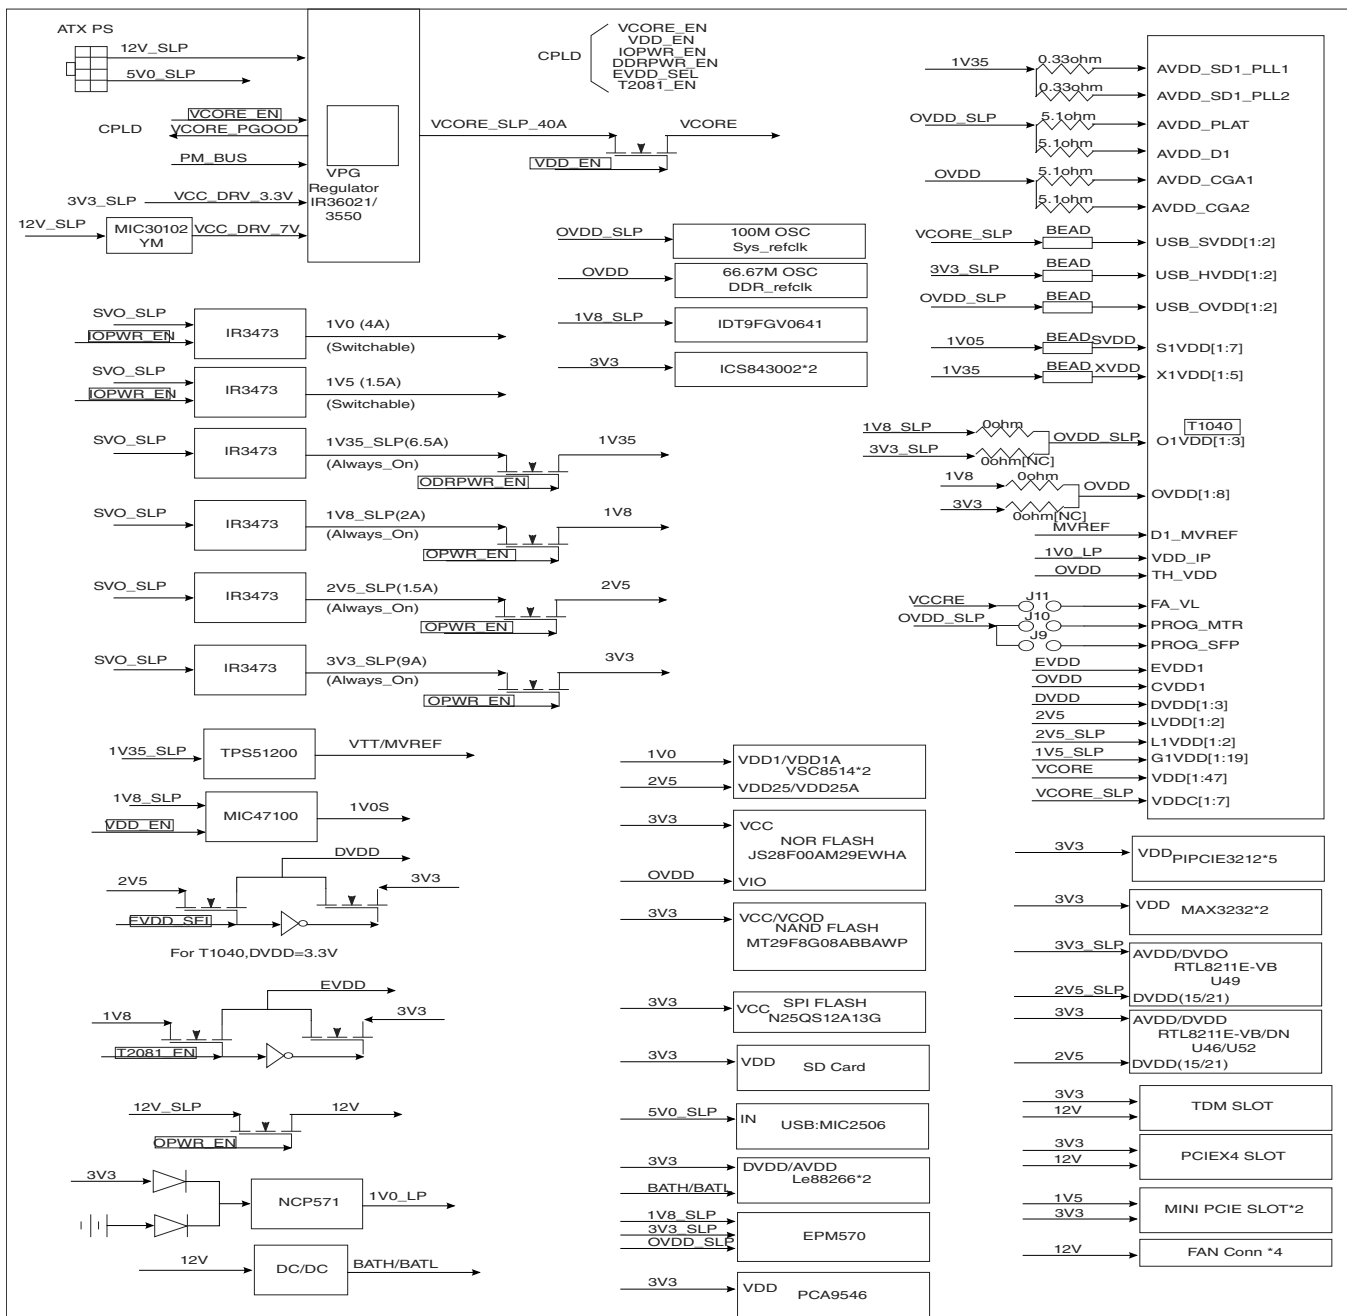 ATX PS
12V_SLP
5V0_SLP
VCORE_EN
CPLD
VCORE_PGOOD
PM_BUS
3V3_SLP
VCC_DRV_3.3V
12V_SLP
MIC30102
YM
VCC_DRV_7V
VPG
Regulator
IR36021/
3550
VCORE_SLP_40A
VDD_EN
VCORE
CPLD
VCORE_EN
VDD_EN
IOPWR_EN
DDRPWR_EN
EVDD_SEL
T2081_EN
OVDD_SLP
100M OSC
Sys_refclk
OVDD
66.67M OSC
DDR_refclk
1V8_SLP
IDT9FGV0641
3V3
ICS843002*2
SVO_SLP
IOPWR_EN
IR3473
1V0 (4A)
(Switchable)
SVO_SLP
IOPWR_EN
IR3473
1V5 (1.5A)
(Switchable)
SVO_SLP
IR3473
1V35_SLP(6.5A)
(Always_On)
ODRPWR_EN
1V35
SVO_SLP
IR3473
1V8_SLP(2A)
(Always_On)
OPWR_EN
1V8
SVO_SLP
IR3473
2V5_SLP(1.5A)
(Always_On)
OPWR_EN
2V5
SVO_SLP
IR3473
3V3_SLP(9A)
(Always_On)
OPWR_EN
3V3
1V35_SLP
TPS51200
VTT/MVREF
1V8_SLP
VDD_EN
MIC47100
1V0S
DVDD
2V5
3V3
EVDD_SEL
For T1040,DVDD=3.3V
EVDD
1V8
3V3
T2081_EN
12V_SLP
12V
OPWR_EN
3V3
NCP571
1V0_LP
12V
DC/DC
BATH/BATL
1V0
VDD1/VDD1A
VSC8514*2
2V5
VDD25/VDD25A
3V3
VCC
NOR FLASH
JS28F00AM29EWHA
OVDD
VIO
3V3
VCC/VCOD
NAND FLASH
MT29F8G08ABBAWP
3V3
VCC
SPI FLASH
N25QS12A13G
3V3
VDD
SD Card
5V0_SLP
IN
USB:MIC2506
3V3
DVDD/AVDD
Le88266*2
BATH/BATL
1V8_SLP
3V3_SLP
OVDD_SLP
EPM570
3V3
VDD
PCA9546
1V35
0.33ohm
AVDD_SD1_PLL1
0.33ohm
AVDD_SD1_PLL2
OVDD_SLP
5.1ohm
AVDD_PLAT
5.1ohm
AVDD_D1
OVDD
5.1ohm
AVDD_CGA1
5.1ohm
AVDD_CGA2
VCORE_SLP
BEAD
USB_SVDD[1:2]
3V3_SLP
BEAD
USB_HVDD[1:2]
OVDD_SLP
BEAD
USB_OVDD[1:2]
1V05
BEAD
SVDD
S1VDD[1:7]
1V35
BEAD
XVDD
X1VDD[1:5]
T1040
1V8_SLP
0ohm
3V3_SLP
0ohm[NC]
OVDD_SLP
O1VDD[1:3]
1V8
0ohm
3V3
0ohm[NC]
OVDD
OVDD[1:8]
MVREF
D1_MVREF
1V0_LP
VDD_IP
OVDD
TH_VDD
VCCRE
J11
FA_VL
OVDD_SLP
J10
PROG_MTR
J9
PROG_SFP
EVDD
EVDD1
OVDD
CVDD1
DVDD
DVDD[1:3]
2V5
LVDD[1:2]
2V5_SLP
L1VDD[1:2]
1V5_SLP
G1VDD[1:19]
VCORE
VDD[1:47]
VCORE_SLP
VDDC[1:7]
3V3
VDD
PIPCIE3212*5
3V3
VDD
MAX3232*2
3V3_SLP
AVDD/DVDO
RTL8211E-VB
U49
2V5_SLP
DVDD(15/21)
3V3
AVDD/DVDD
RTL8211E-VB/DN
U46/U52
2V5
DVDD(15/21)
3V3
12V
TDM SLOT
3V3
12V
PCIEX4 SLOT
1V5
3V3
MINI PCIE SLOT*2
12V
FAN Conn *4